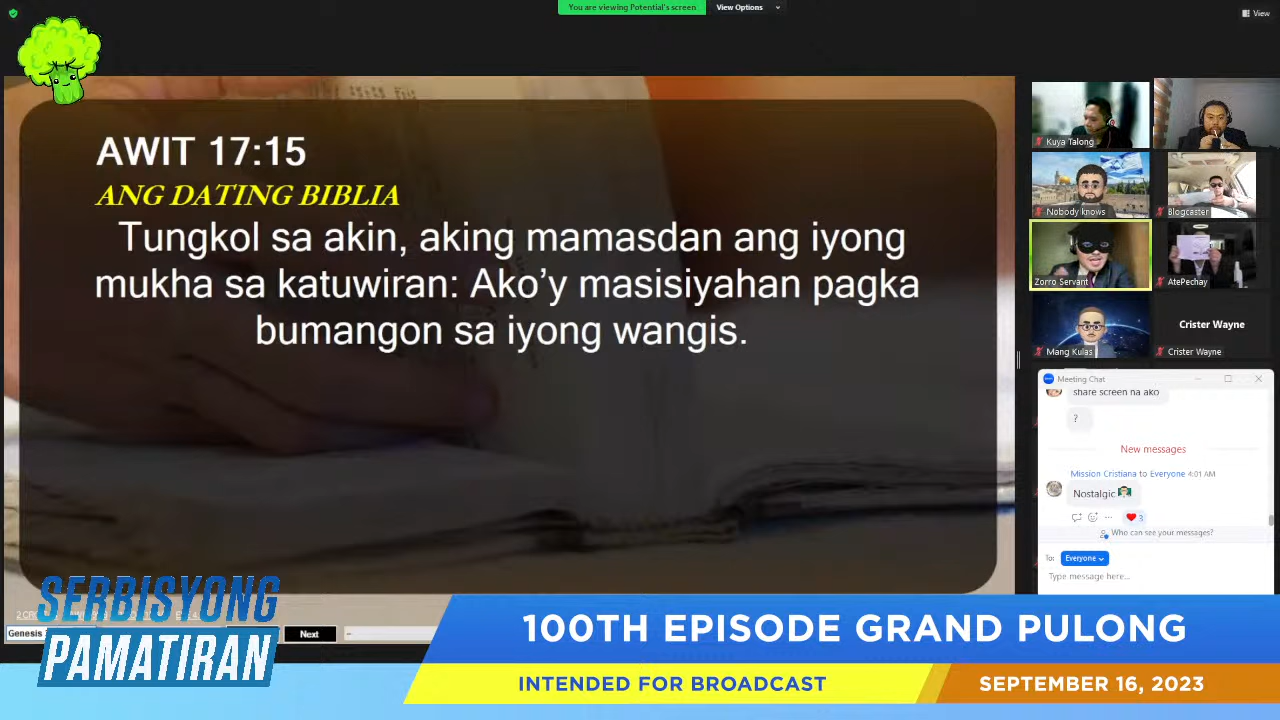 You are viewing Potential's screen
View Options
View
AWIT 17:15
ANG DATING BIBLIA
Tungkol sa akin, aking mamasdan ang iyong
mukha sa katuwiran: Ako'y masisiyahan pagka
bumangon sa iyong wangis.
Kuya Talong
Nobody knows
Blogcaster
Zorro Servant
AtePechay
Crister Wayne
Mang Kulas
Crister Wayne
Meeting Chat
share screen na ako
?
New messages
Mission Cristiana to Everyone 4:01 AM
Nostalgic
3
Who can see your messages?
To: Everyone
Type message here...
Genesis
Next
SERBISYONG
PAMATIRAN
100TH EPISODE GRAND PULONG
INTENDED FOR BROADCAST
SEPTEMBER 16, 2023